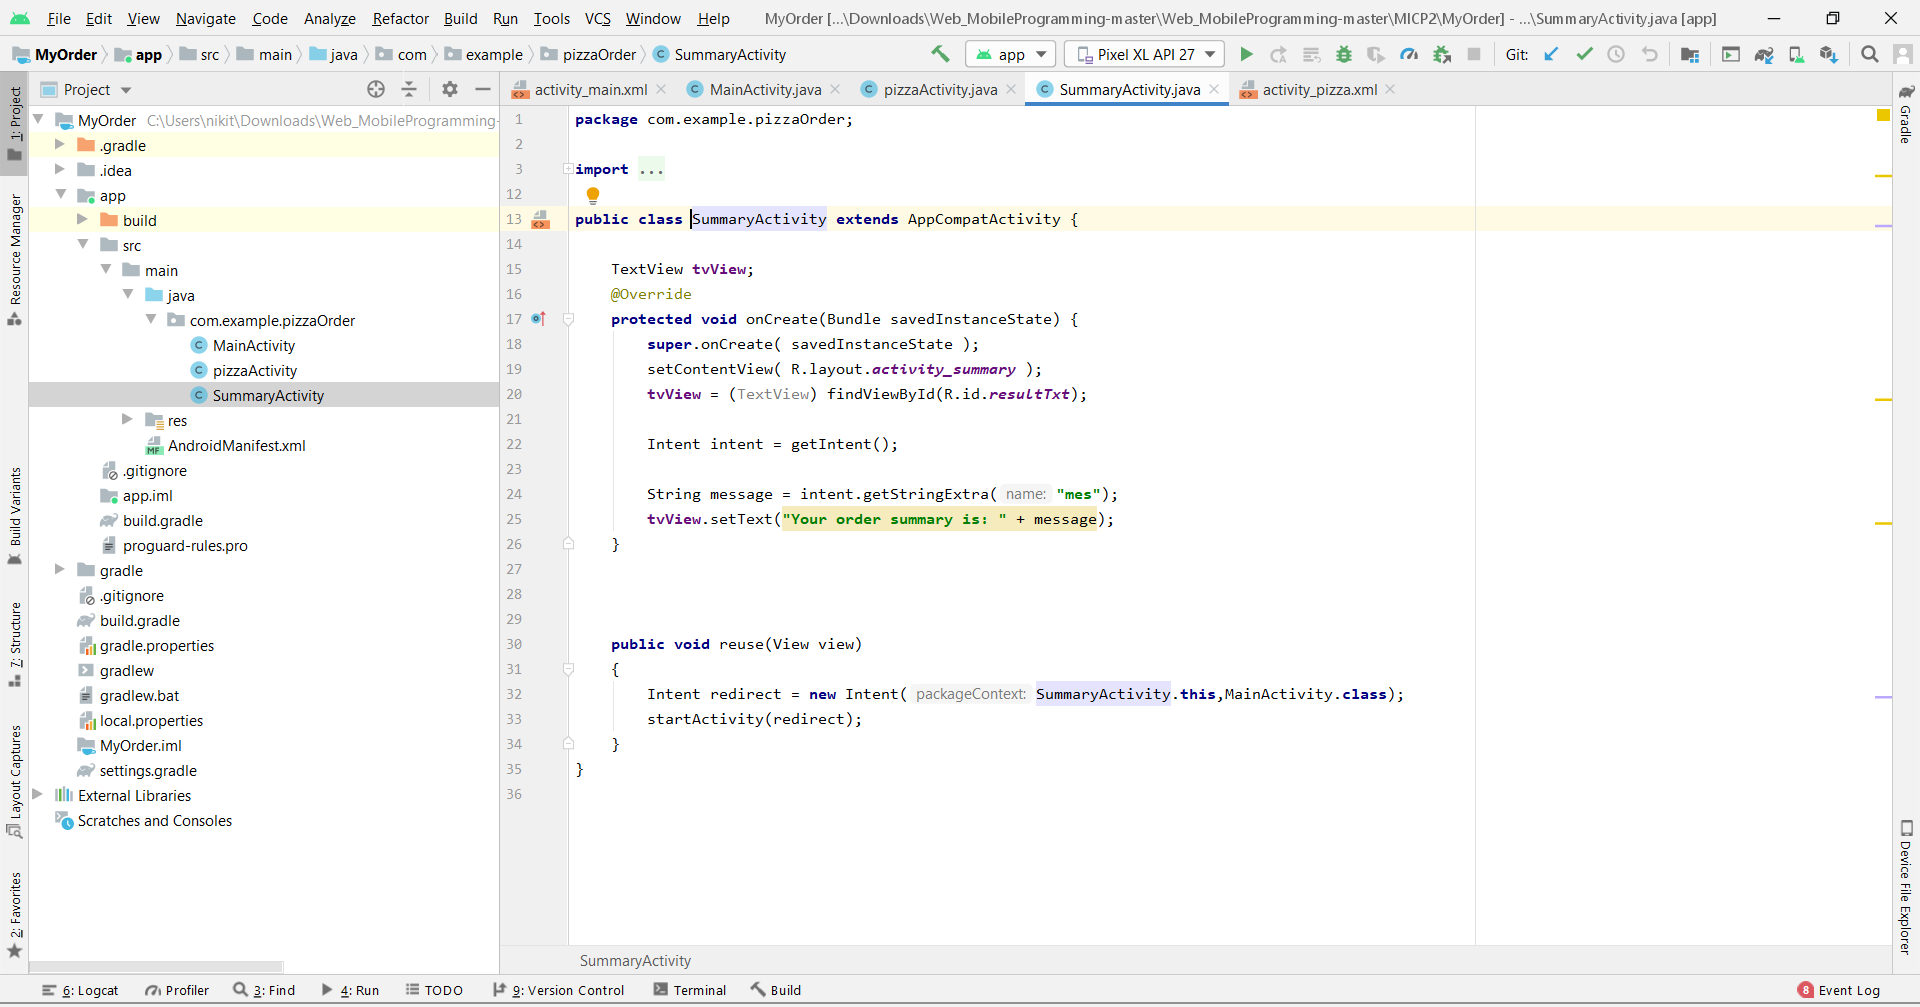 File Edit View Navigate Code Analyze Refactor Build Run Tools VCS Window Help MyOrder [...\Downloads\Web_MobileProgramming-master\Web_MobileProgramming-master\MICP2\MyOrder] - ...\SummaryActivity.java [app]
MyOrder app src main java com example pizzaOrder SummaryActivity app Pixel XL API 27 Git:
Project
activity_main.xml MainActivity.java pizzaActivity.java SummaryActivity.java activity_pizza.xml
1: Project
Resource Manager
Build Variants
7: Structure
Layout Captures
2: Favorites
MyOrder C:\Users\nikit\Downloads\Web_MobileProgramming-
.gradle
.idea
app
build
src
main
java
com.example.pizzaOrder
MainActivity
pizzaActivity
SummaryActivity
res
AndroidManifest.xml
.gitignore
app.iml
build.gradle
proguard-rules.pro
gradle
.gitignore
build.gradle
gradle.properties
gradlew
gradlew.bat
local.properties
MyOrder.iml
settings.gradle
External Libraries
Scratches and Consoles
1 package com.example.pizzaOrder;
2
3 import ...
12
13 public class SummaryActivity extends AppCompatActivity {
14
15 TextView tvView;
16 @Override
17 protected void onCreate(Bundle savedInstanceState) {
18 super.onCreate( savedInstanceState );
19 setContentView( R.layout.activity_summary );
20 tvView = (TextView) findViewById(R.id.resultTxt);
21
22 Intent intent = getIntent();
23
24 String message = intent.getStringExtra( name: "mes");
25 tvView.setText("Your order summary is: " + message);
26 }
27
28
29
30 public void reuse(View view)
31 {
32 Intent redirect = new Intent( packageContext: SummaryActivity.this,MainActivity.class);
33 startActivity(redirect);
34 }
35 }
36
SummaryActivity
Gradle
Device File Explorer
6: Logcat Profiler 3: Find 4: Run TODO 9: Version Control Terminal Build 8 Event Log